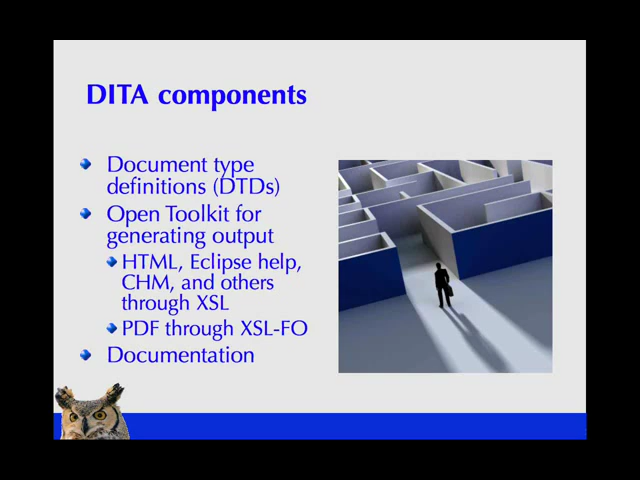 DITA components
Document type
definitions (DTDs)
Open Toolkit for
generating output
HTML, Eclipse help,
CHM, and others
through XSL
PDF through XSL-FO
Documentation